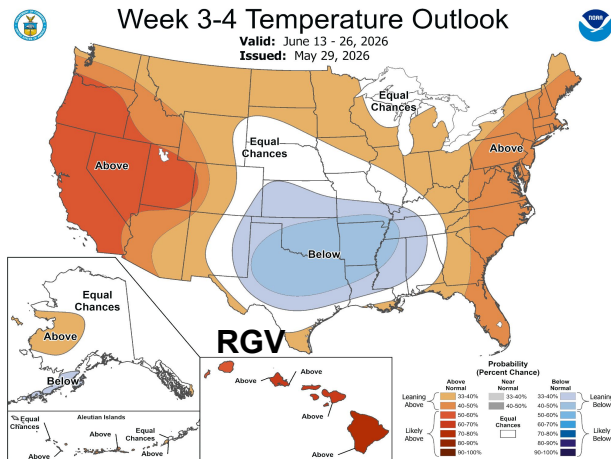 Week 3-4 Temperature Outlook
Valid: June 13 - 26, 2026
Issued: May 29, 2026
NOAA
Equal
Chances
Equal
Chances
Above
Above
Below
Equal
Chances
Above
Below
RGV
Aleutian Islands
Equal
Chances
Above
Above
Equal
Chances
Above
Above
Above
Above
Above
Probability
(Percent Chance)
Above
Normal
Near
Normal
Below
Normal
Leaning
Above
33-40%
40-50%
50-60%
60-70%
70-80%
80-90%
90-100%
Likely
Above
33-40%
40-50%
Equal
Chances
33-40%
40-50%
50-60%
60-70%
70-80%
80-90%
90-100%
Leaning
Below
Likely
Below